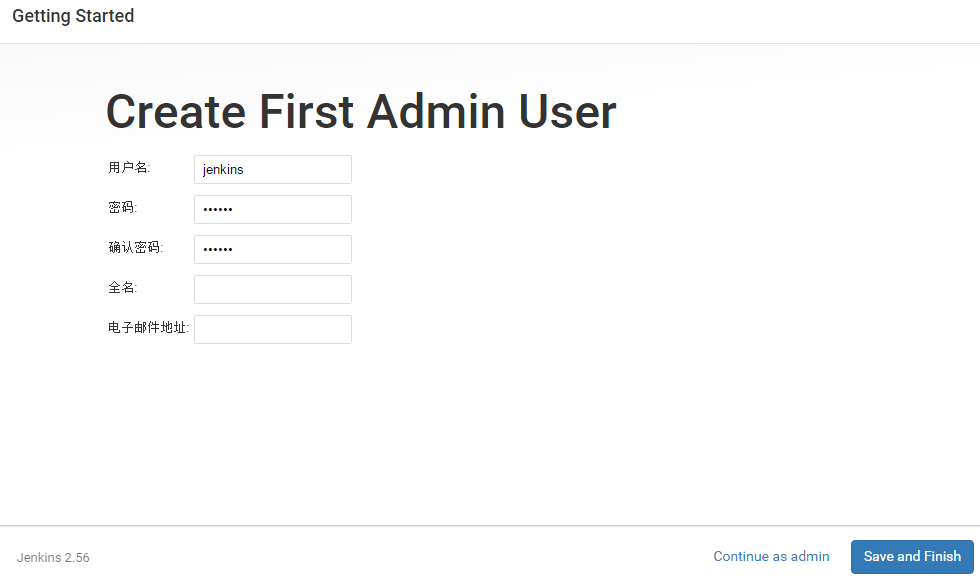 Getting Started
Create First Admin User
用户名: jenkins
密码: ••••••
确认密码: ••••••
全名:
电子邮件地址:
Jenkins 2.56 Continue as admin Save and Finish